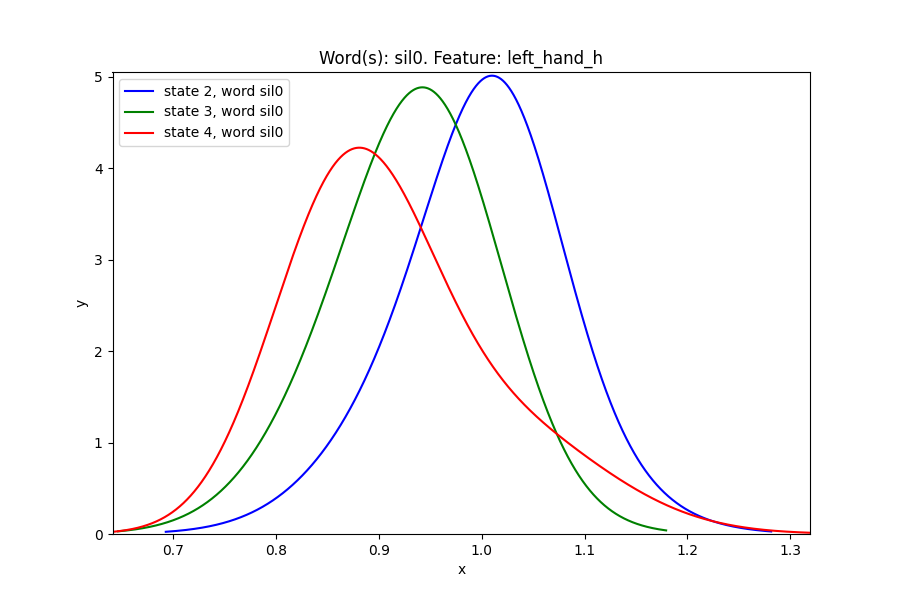 Word(s): sil0. Feature: left_hand_h
state 2, word sil0
state 3, word sil0
state 4, word sil0
5
4
3
2
1
0
y
0.7 0.8 0.9 1.0 1.1 1.2 1.3
x